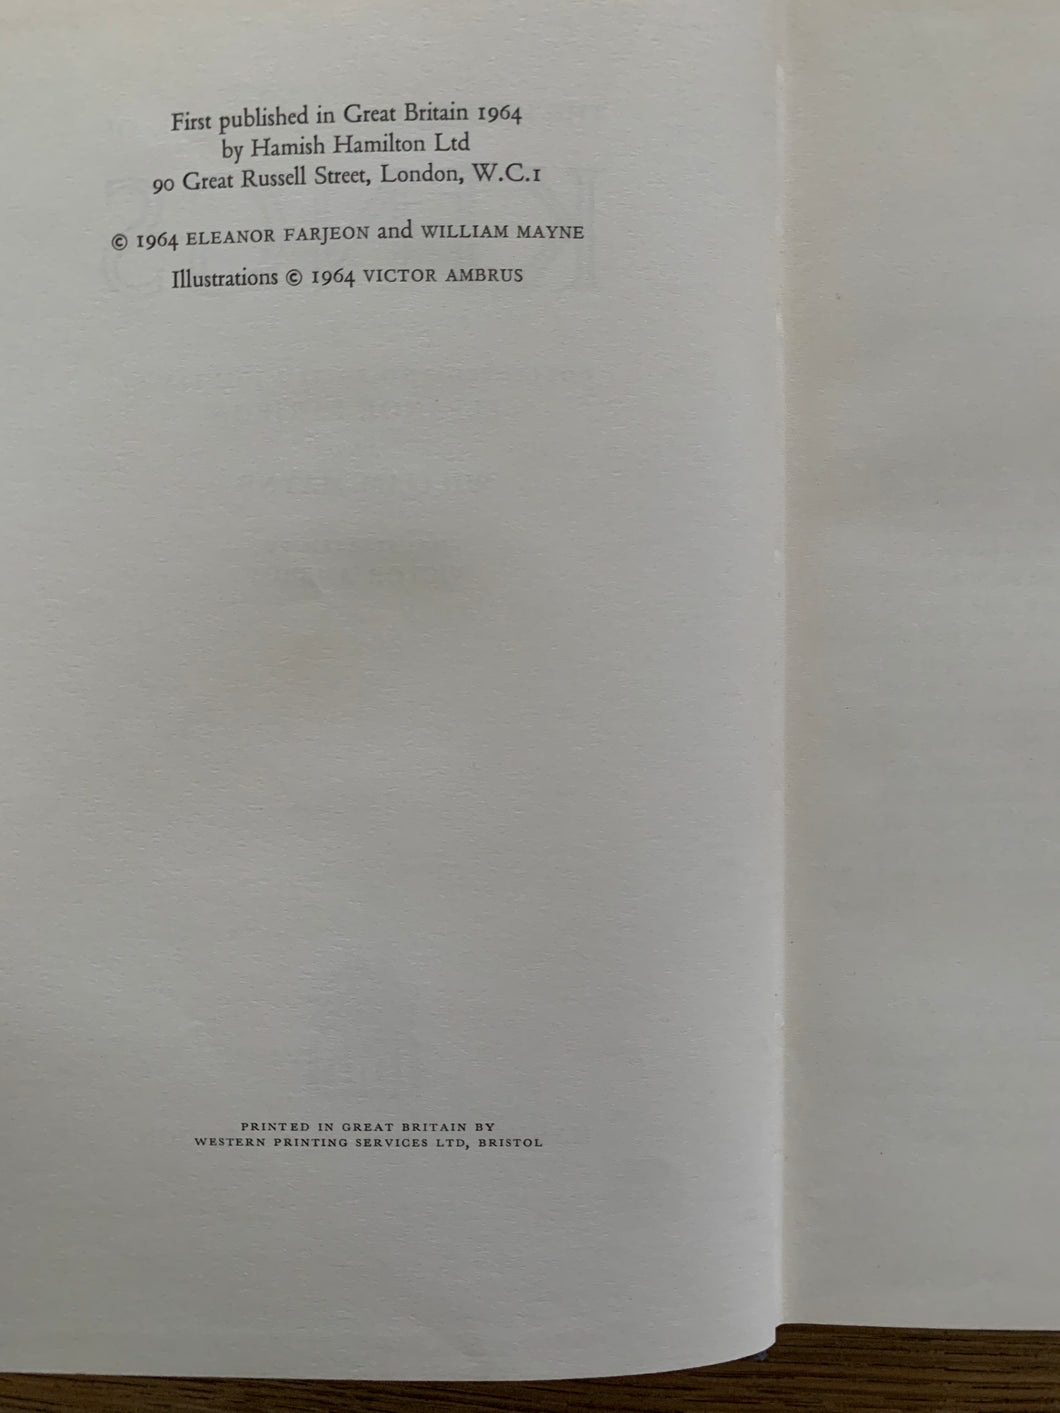 First published in Great Britain 1964
by Hamish Hamilton Ltd
90 Great Russell Street, London, W.C.1
© 1964 ELEANOR FARJEON and WILLIAM MAYNE
Illustrations © 1964 VICTOR AMBRUS
PRINTED IN GREAT BRITAIN BY
WESTERN PRINTING SERVICES LTD, BRISTOL